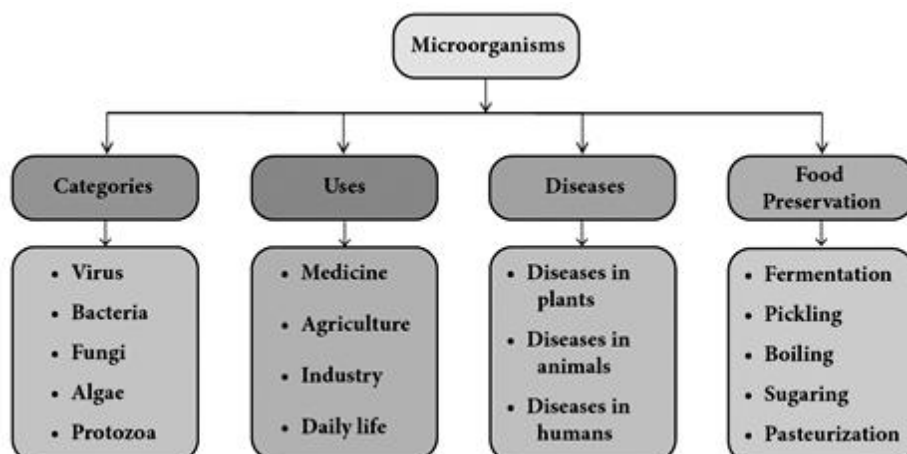 Microorganisms
Categories
Uses
Diseases
Food
Preservation
• Virus
• Bacteria
• Fungi
• Algae
• Protozoa
• Medicine
• Agriculture
• Industry
• Daily life
• Diseases in
plants
• Diseases in
animals
• Diseases in
humans
• Fermentation
• Pickling
• Boiling
• Sugaring
• Pasteurization